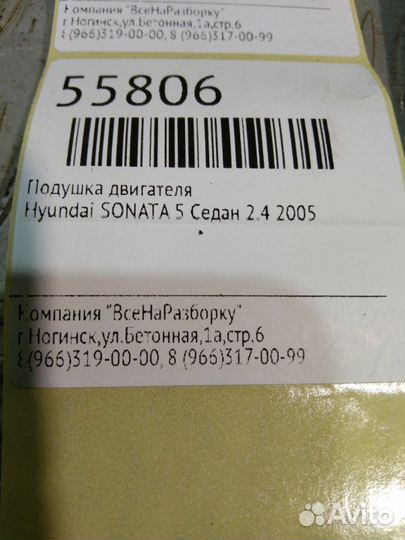 Компания "ВсеНаРазборку"
г.Ногинск,ул.Бетонная,1а,стр.6
8(966)319-00-00, 8 (966)317-00-99
55806
Подушка двигателя
Hyundai SONATA 5 Седан 2.4 2005
Компания "ВсеНаРазборку"
г.Ногинск,ул.Бетонная,1а,стр.6
8(966)319-00-00, 8 (966)317-00-99
Avito